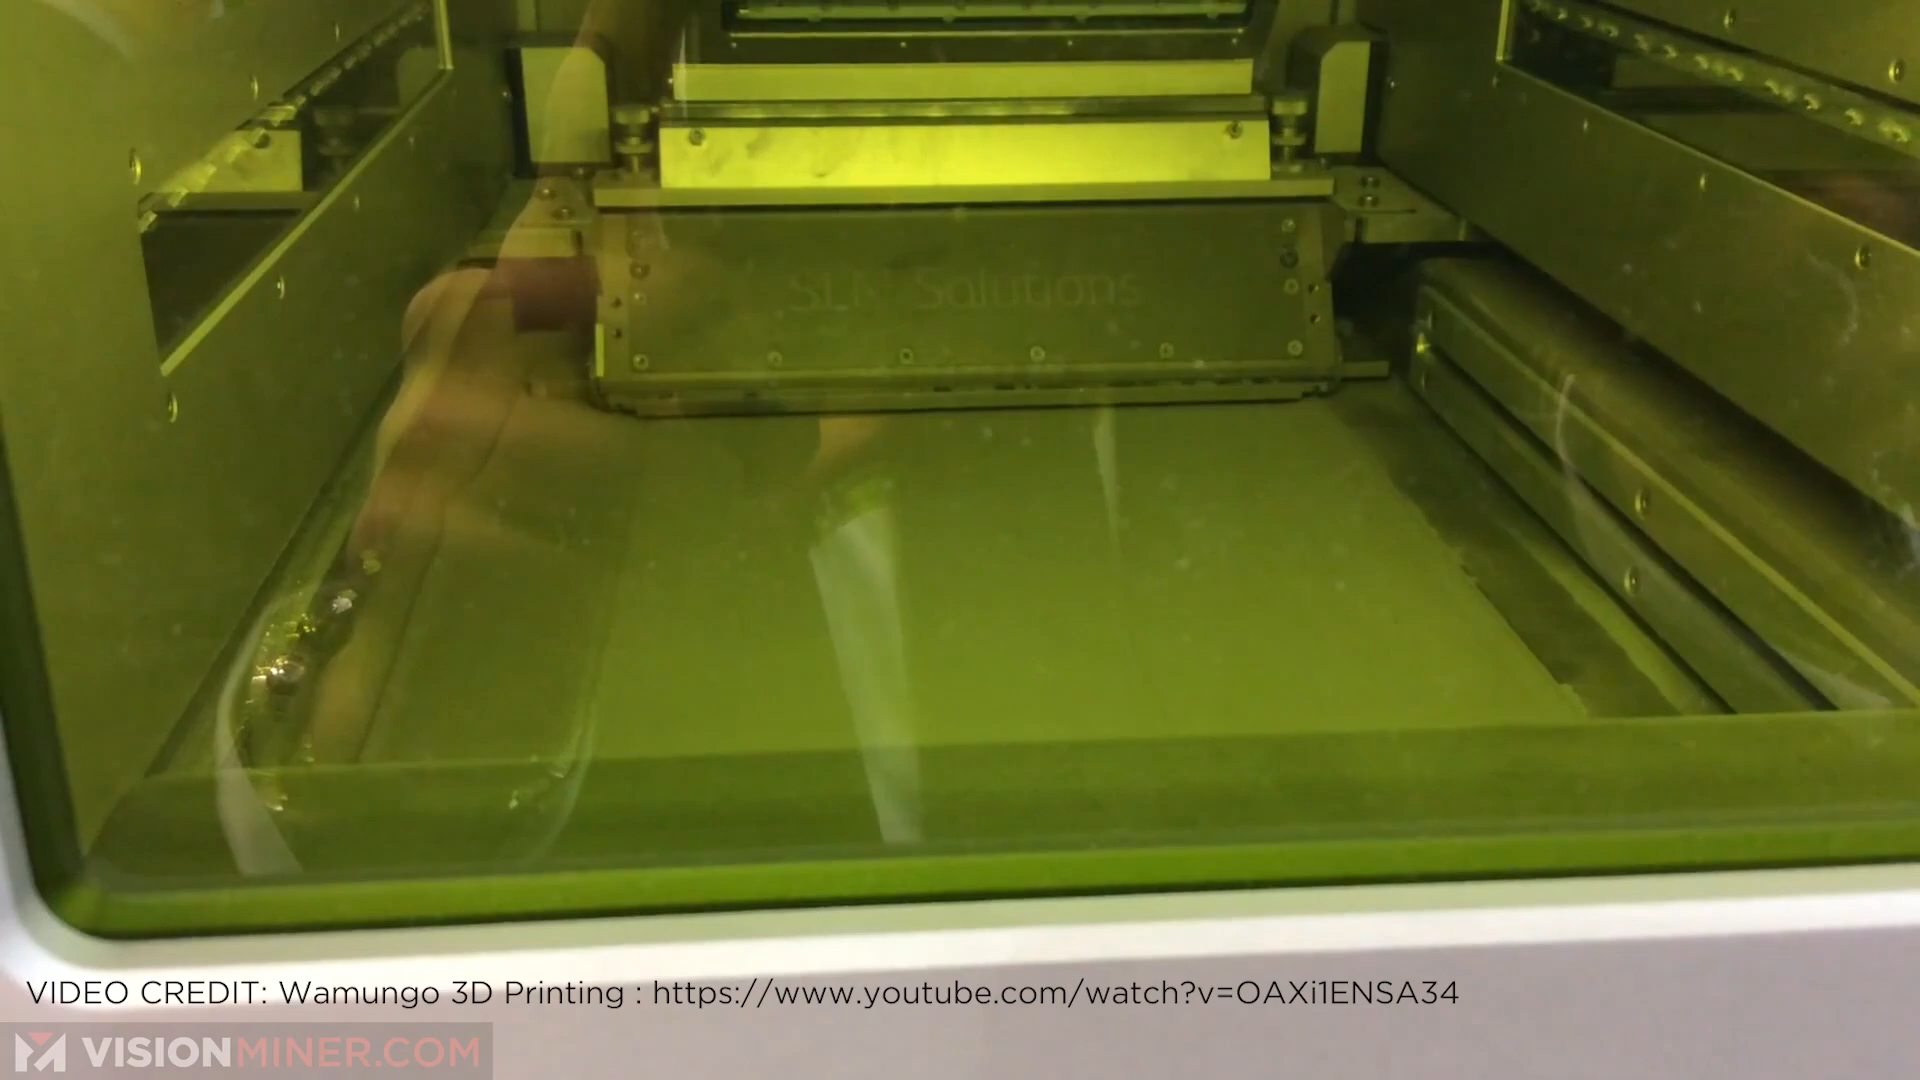 SLM Solutions
VIDEO CREDIT: Wamungo 3D Printing : https://www.youtube.com/watch?v=OAXi1ENSA34
VISIONMINER.COM